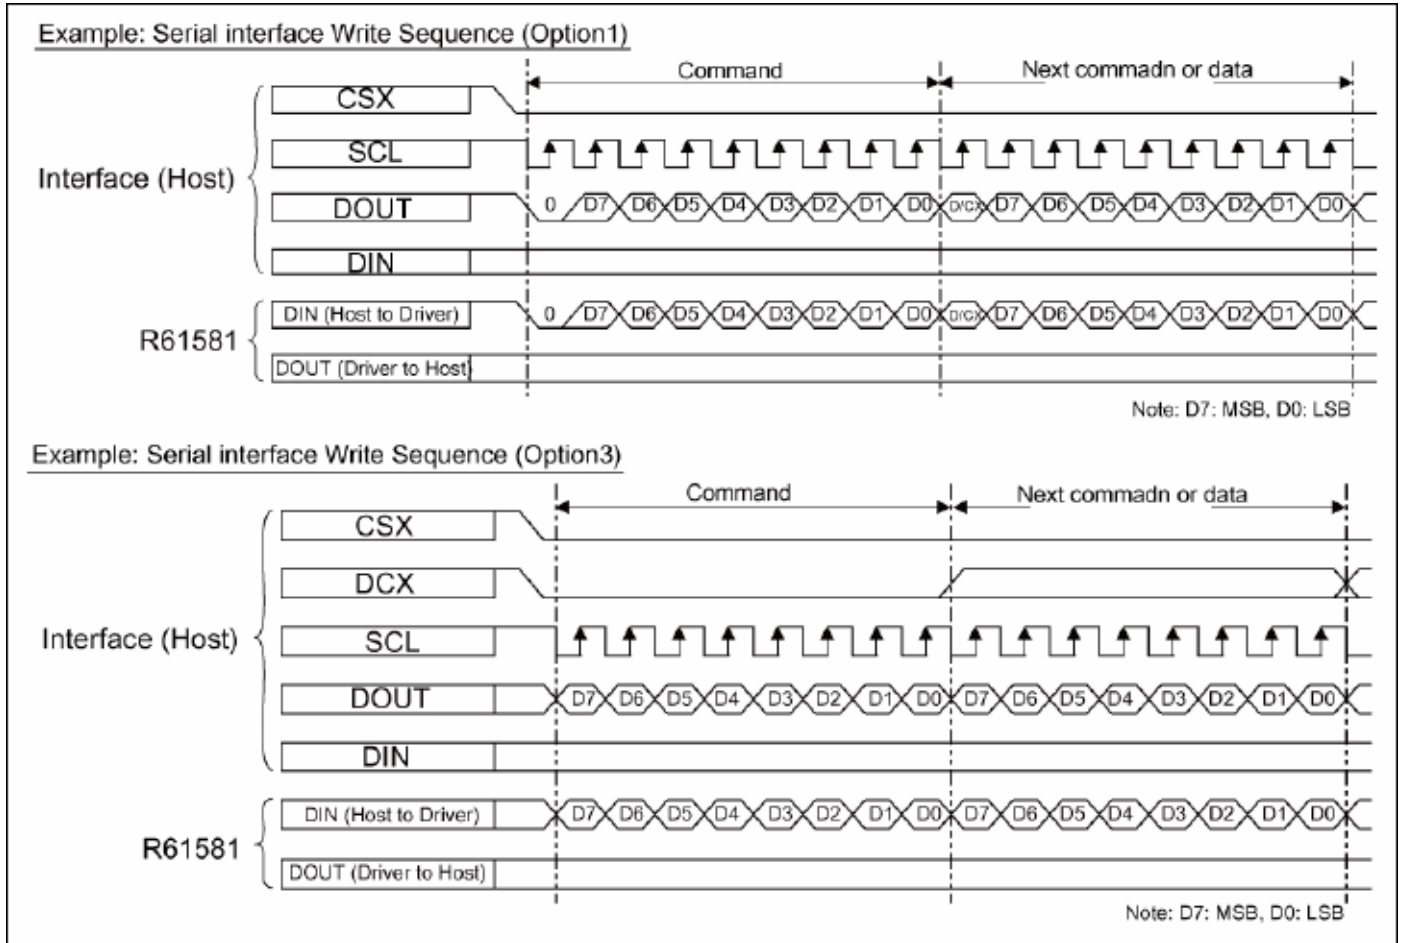 Example: Serial interface Write Sequence (Option1)
Command
Next commadn or data
CSX
SCL
Interface (Host)
DOUT
0 D7 D6 D5 D4 D3 D2 D1 D0 D/CX D7 D6 D5 D4 D3 D2 D1 D0
DIN
DIN (Host to Driver)
0 D7 D6 D5 D4 D3 D2 D1 D0 D/CX D7 D6 D5 D4 D3 D2 D1 D0
R61581
DOUT (Driver to Host)
Note: D7: MSB, D0: LSB
Example: Serial interface Write Sequence (Option3)
Command
Next commadn or data
CSX
DCX
Interface (Host)
SCL
DOUT
D7 D6 D5 D4 D3 D2 D1 D0 D7 D6 D5 D4 D3 D2 D1 D0
DIN
DIN (Host to Driver)
D7 D6 D5 D4 D3 D2 D1 D0 D7 D6 D5 D4 D3 D2 D1 D0
R61581
DOUT (Driver to Host)
Note: D7: MSB, D0: LSB